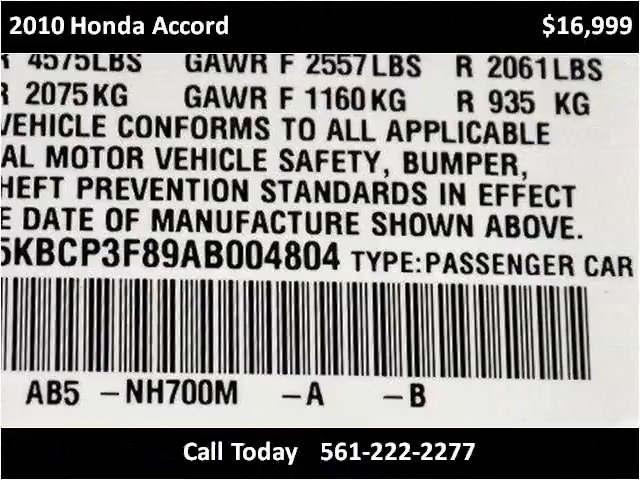 2010 Honda Accord $16,999
R 4575LBS GAWR F 2557LBS R 2061LBS
R 2075KG GAWR F 1160KG R 935 KG
VEHICLE CONFORMS TO ALL APPLICABLE
AL MOTOR VEHICLE SAFETY, BUMPER,
HEFT PREVENTION STANDARDS IN EFFECT
E DATE OF MANUFACTURE SHOWN ABOVE.
5KBCP3F89AB004804 TYPE:PASSENGER CAR
AB5 -NH700M -A -B
Call Today 561-222-2277